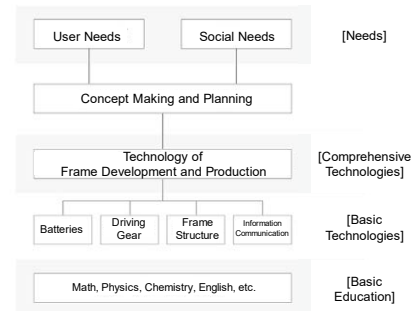 User Needs
Social Needs
[Needs]
Concept Making and Planning
Technology of
Frame Development and Production
[Comprehensive
Technologies]
Batteries
Driving
Gear
Frame
Structure
Information
Communication
[Basic
Technologies]
Math, Physics, Chemistry, English, etc.
[Basic
Education]